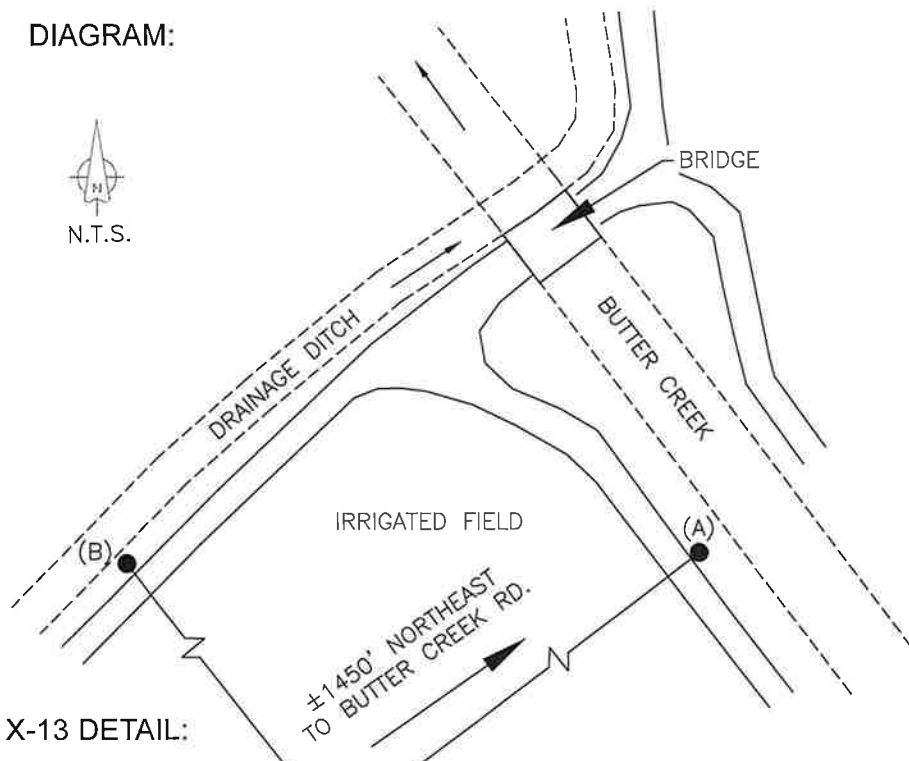 DIAGRAM:
N
N.T.S.
BRIDGE
DRAINAGE DITCH
BUTTER CREEK
IRRIGATED FIELD
(A)
(B)
±1450' NORTHEAST
TO BUTTER CREEK RD.
X-13 DETAIL: